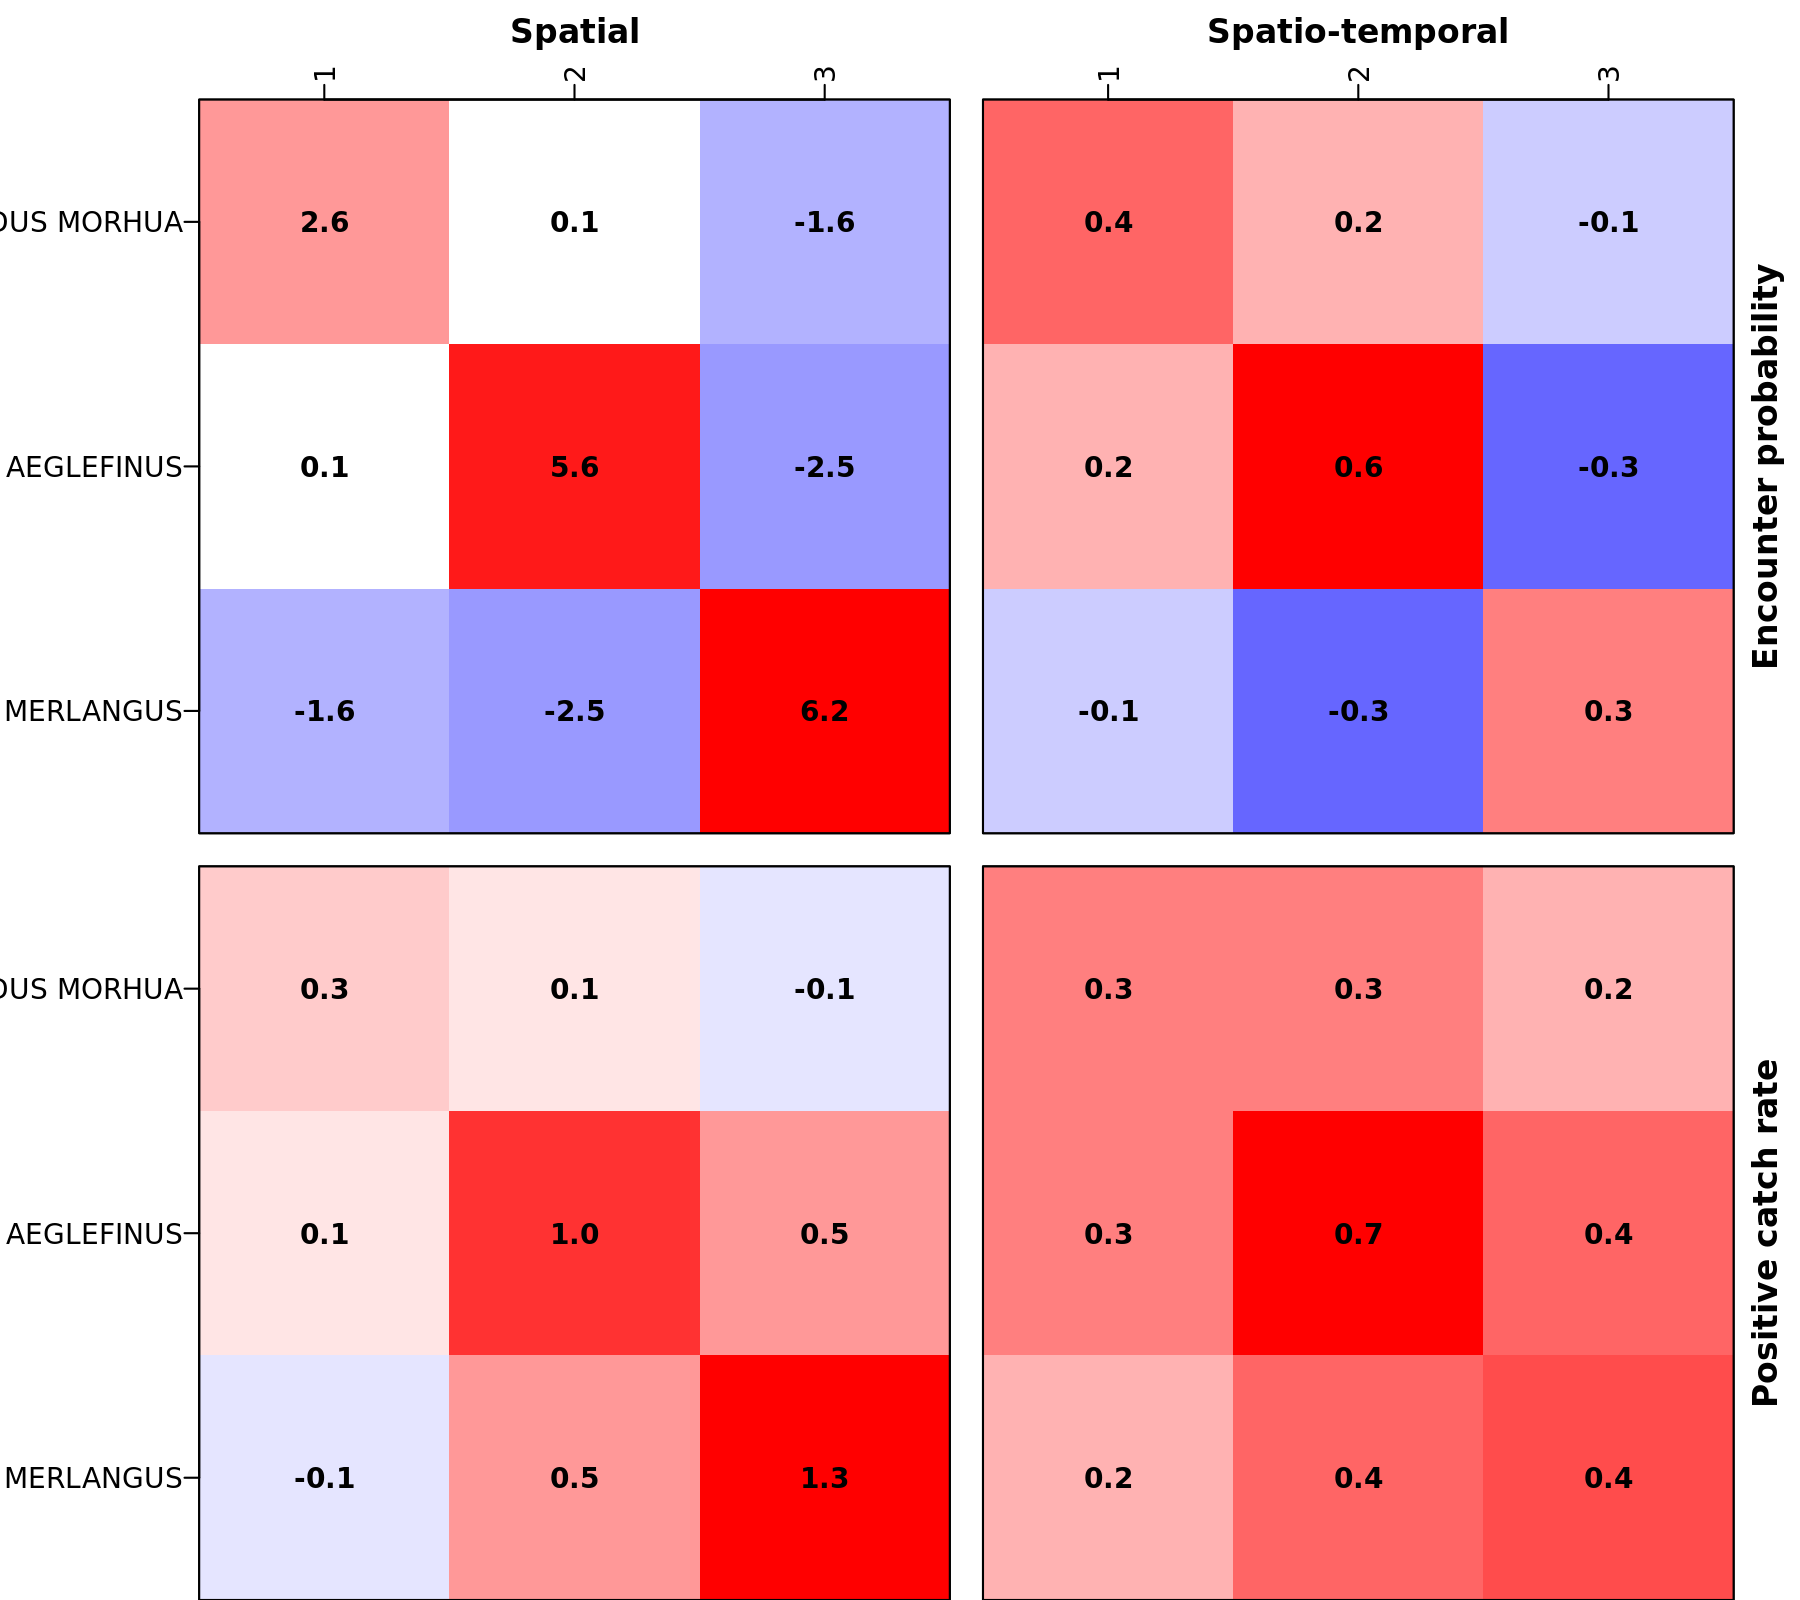 Spatial Spatio-temporal
1 2 3 1 2 3
MORHUA 2.6 0.1 -1.6 0.4 0.2 -0.1
AEGLEFINUS 0.1 5.6 -2.5 0.2 0.6 -0.3
MERLANGUS -1.6 -2.5 6.2 -0.1 -0.3 0.3
Encounter probability
MORHUA 0.3 0.1 -0.1 0.3 0.3 0.2
AEGLEFINUS 0.1 1.0 0.5 0.3 0.7 0.4
MERLANGUS -0.1 0.5 1.3 0.2 0.4 0.4
Positive catch rate